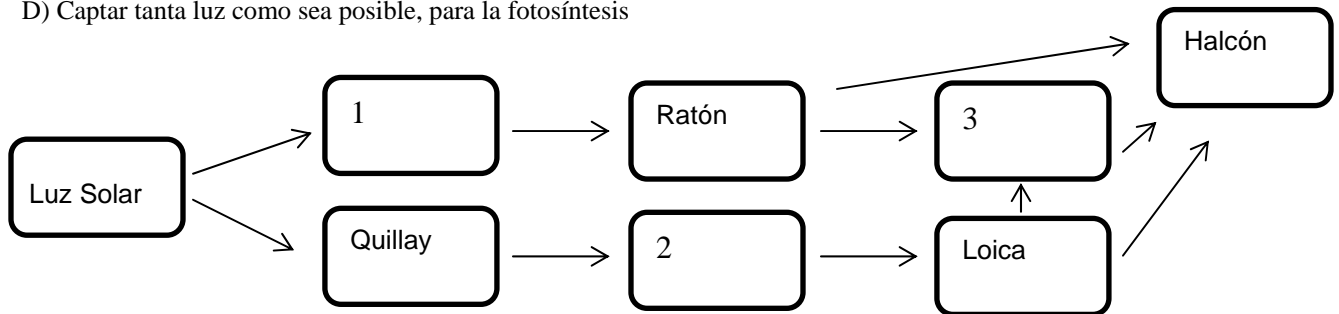 D) Captar tanta luz como sea posible, para la fotosíntesis
Halcón
1
Ratón
3
Luz Solar
Quillay
2
Loica